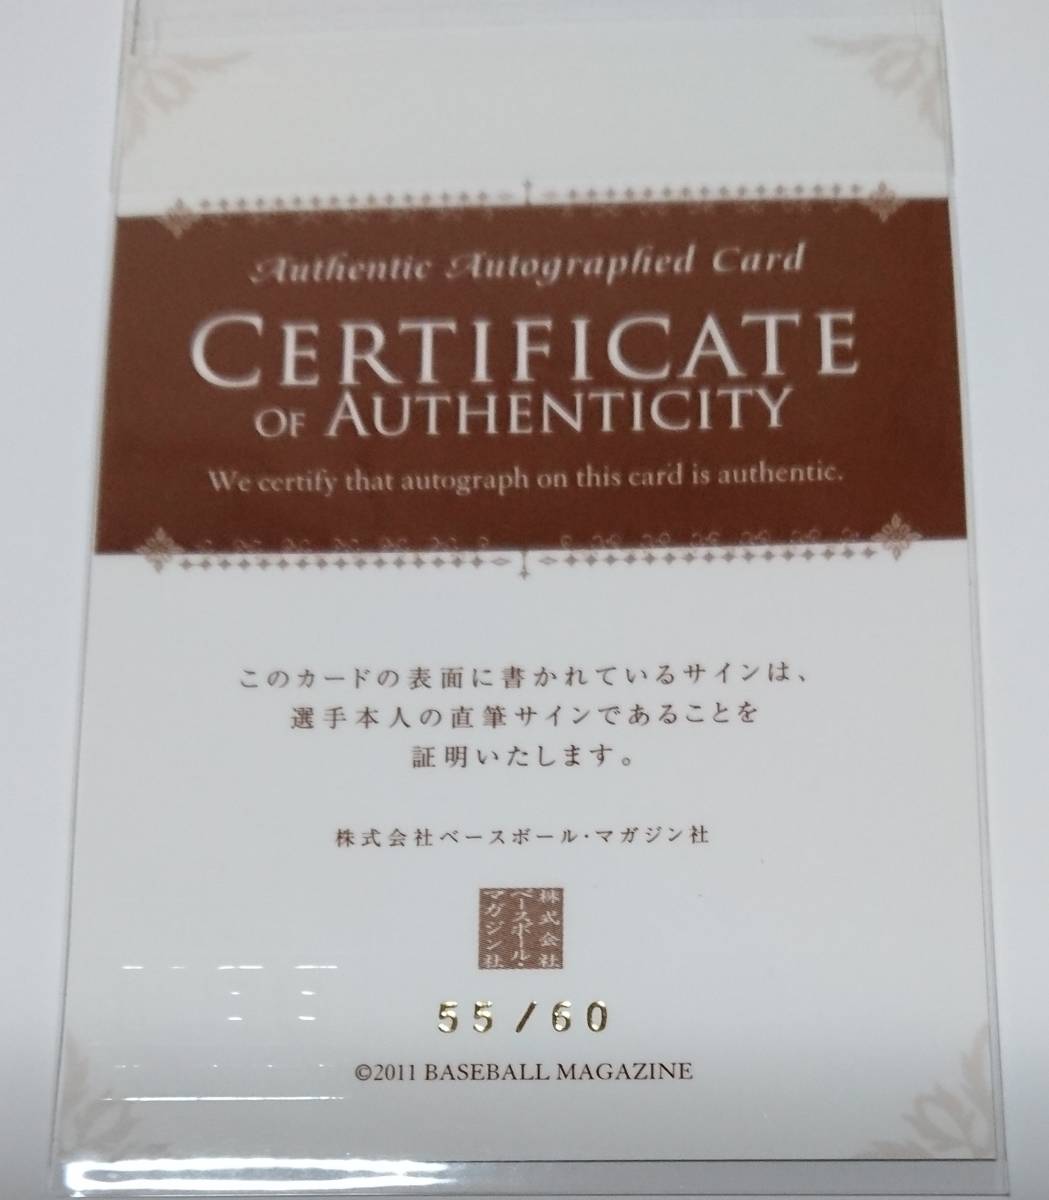 Authentic Autographed Card
CERTIFICATE
OF AUTHENTICITY
We certify that autograph on this card is authentic.
このカードの表面に書かれているサインは、
選手本人の直筆サインであることを
証明いたします。
株式会社ベースボール・マガジン社
株式会社
ベースボール・
マガジン社
55/60
©2011 BASEBALL MAGAZINE